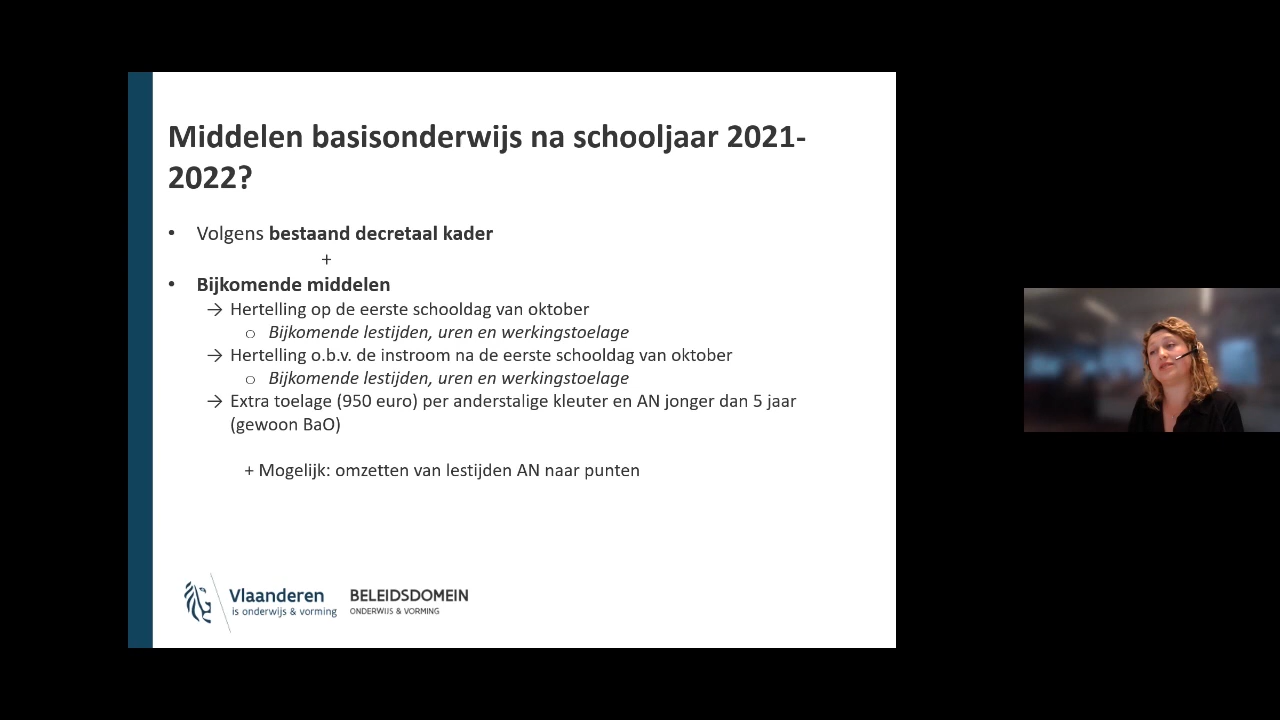 Middelen basisonderwijs na schooljaar 2021-
2022?
• Volgens bestaand decretaal kader
+
• Bijkomende middelen
→ Hertelling op de eerste schooldag van oktober
o Bijkomende lestijden, uren en werkingstoelage
→ Hertelling o.b.v. de instroom na de eerste schooldag van oktober
o Bijkomende lestijden, uren en werkingstoelage
→ Extra toelage (950 euro) per anderstalige kleuter en AN jonger dan 5 jaar
(gewoon BaO)
+ Mogelijk: omzetten van lestijden AN naar punten
Vlaanderen
is onderwijs & vorming
BELEIDSDOMEIN
ONDERWIJS & VORMING